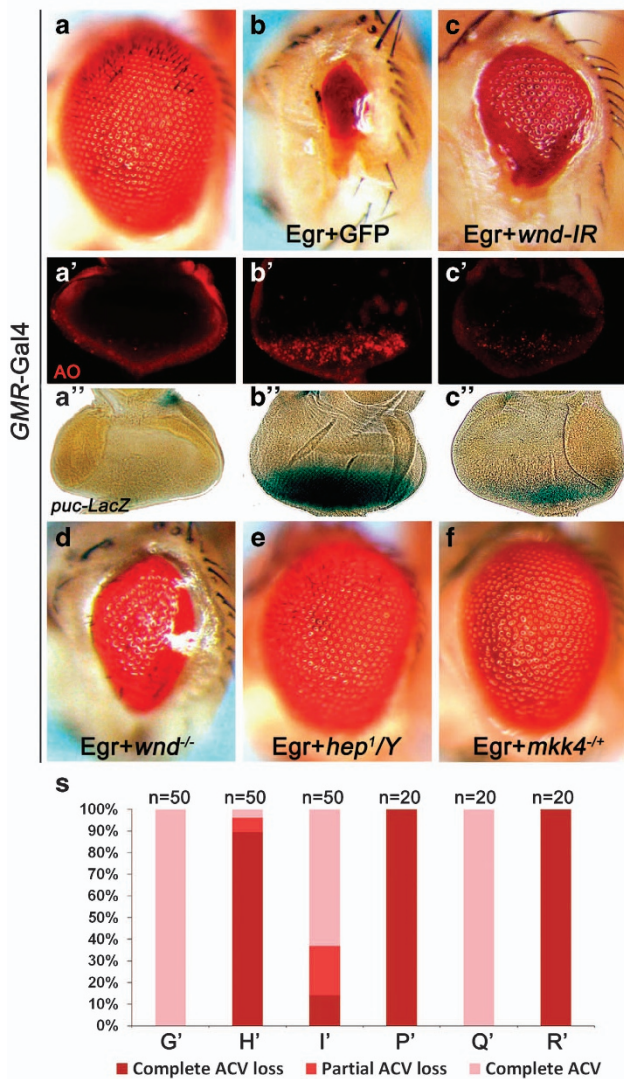 a
b
c
Egr+GFP
Egr+wnd-IR
GMR-Gal4
a'
b'
c'
AO
a''
b''
c''
puc-LacZ
d
e
f
Egr+wnd-/-
Egr+hep1/Y
Egr+mkk4-/+
s
n=50 n=50 n=50 n=20 n=20 n=20
100%
90%
80%
70%
60%
50%
40%
30%
20%
10%
0%
G' H' I' P' Q' R'
Complete ACV loss Partial ACV loss Complete ACV